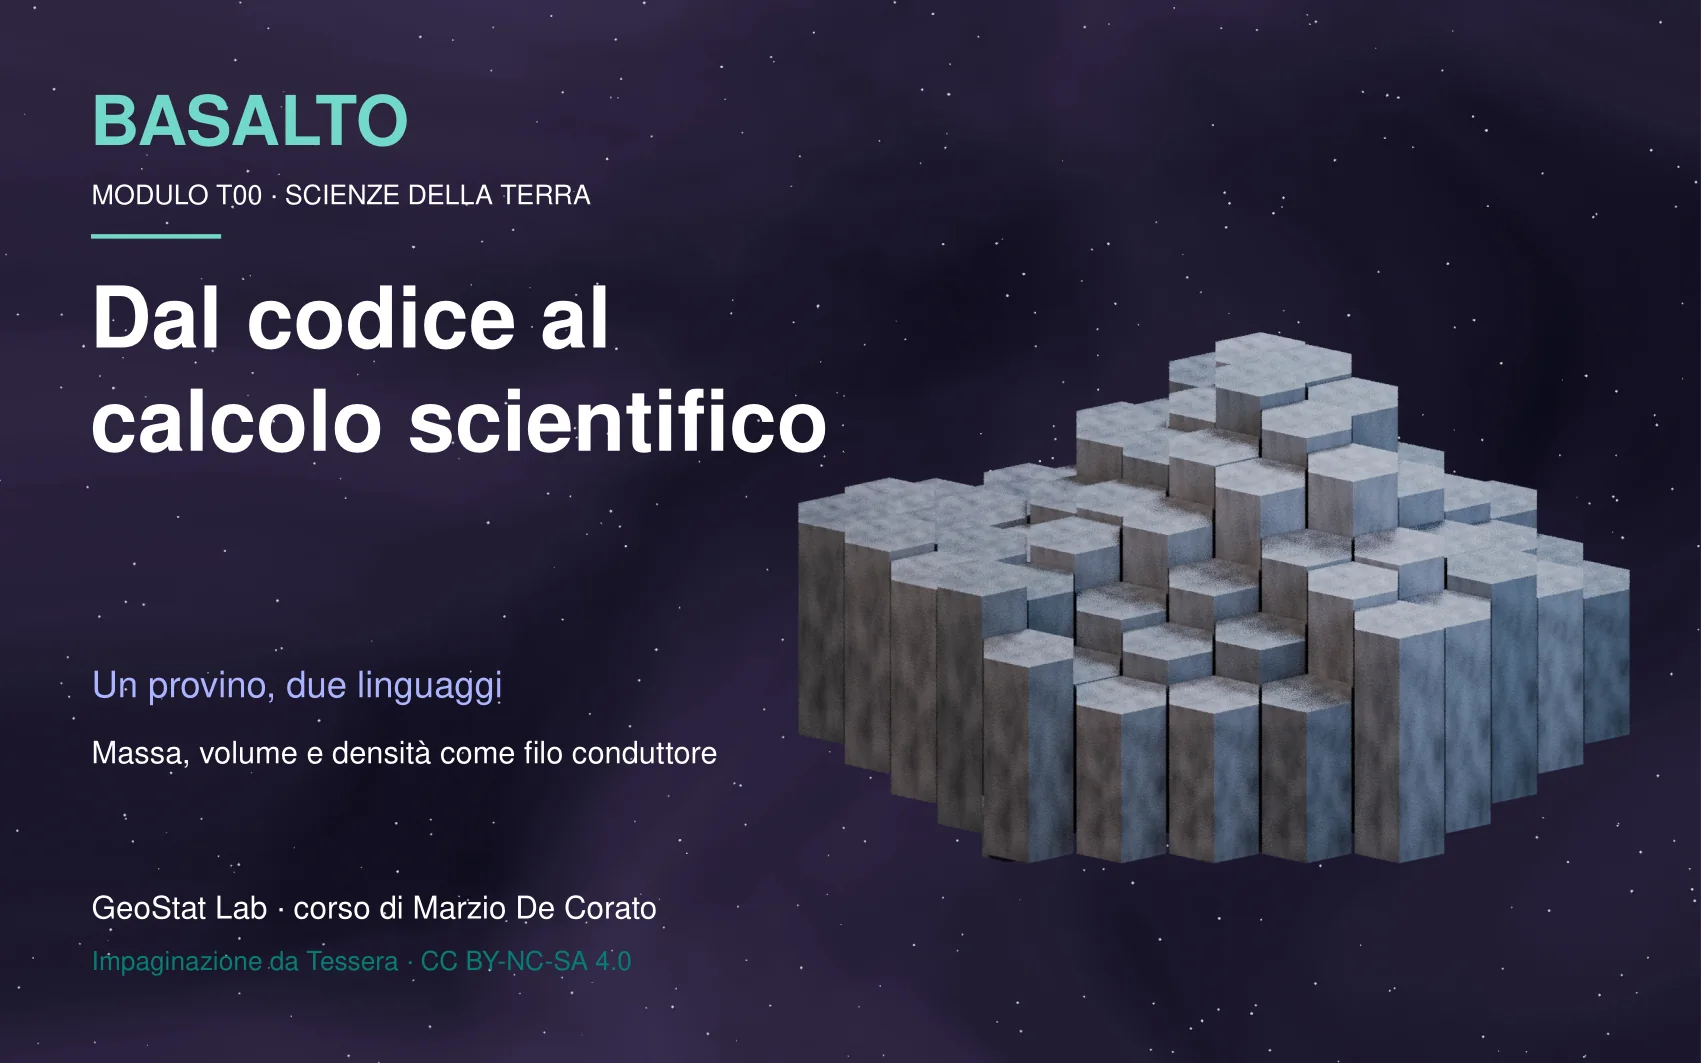 BASALTO
MODULO T00 · SCIENZE DELLA TERRA
Dal codice al
calcolo scientifico
Un provino, due linguaggi
Massa, volume e densità come filo conduttore
GeoStat Lab · corso di Marzio De Corato
Impaginazione da Tessera · CC BY-NC-SA 4.0